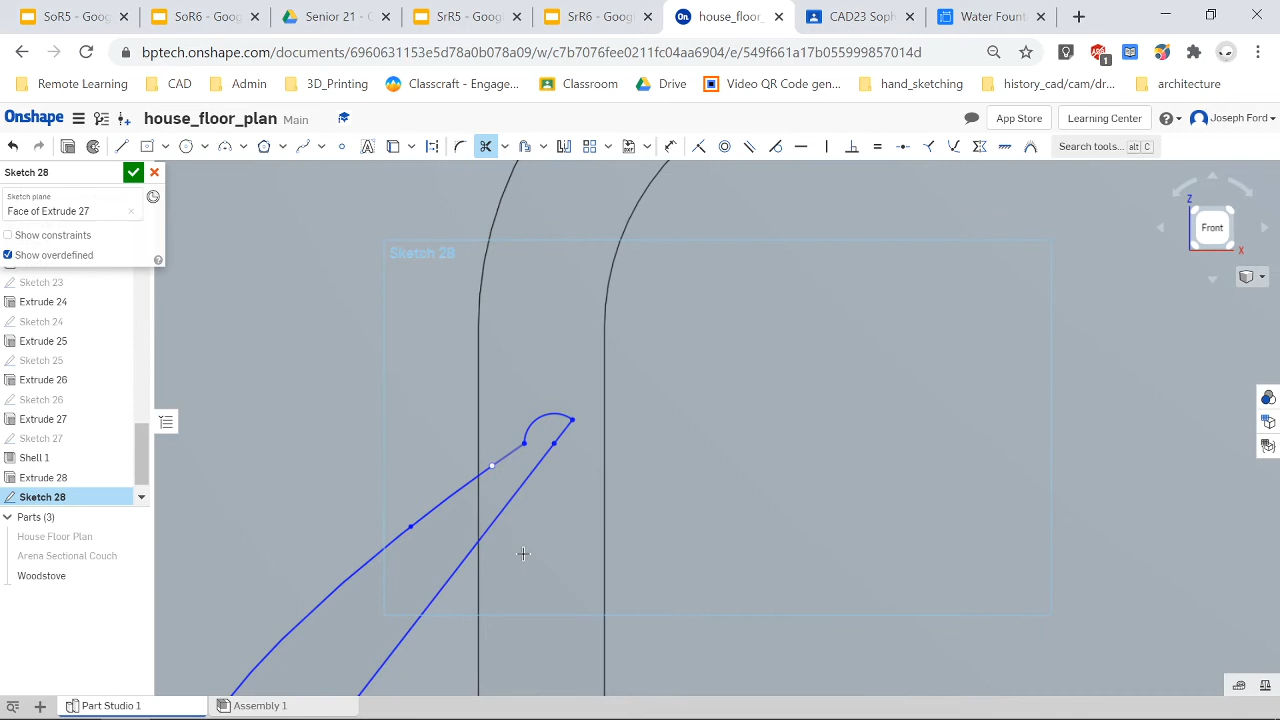 SoR5 - Goog
SoR6 - Goog
Senior 21 - G
SrR5 - Goog
SrR6 - Googl
On
house_floor_
CAD23 Soph
Water Fount
bptech.onshape.com/documents/6960631153e5d78a0b078a09/w/c7b7076fee0211fc04aa6904/e/549f661a17b055999857014d
1
Remote Learning
CAD
Admin
3D_Printing
Classcraft - Engage...
Classroom
Drive
Video QR Code gen...
hand_sketching
history_cad/cam/dr...
architecture
Onshape
house_floor_plan
Main
App Store
Learning Center
Joseph Ford
Search tools...
alt
C
Sketch 28
Sketch plane
Face of Extrude 27
Show constraints
Show overdefined
Sketch 23
Extrude 24
Sketch 24
Extrude 25
Sketch 25
Extrude 26
Sketch 26
Extrude 27
Sketch 27
Shell 1
Extrude 28
Sketch 28
Parts (3)
House Floor Plan
Arena Sectional Couch
Woodstove
Sketch 28
Z
Front
X
Part Studio 1
Assembly 1